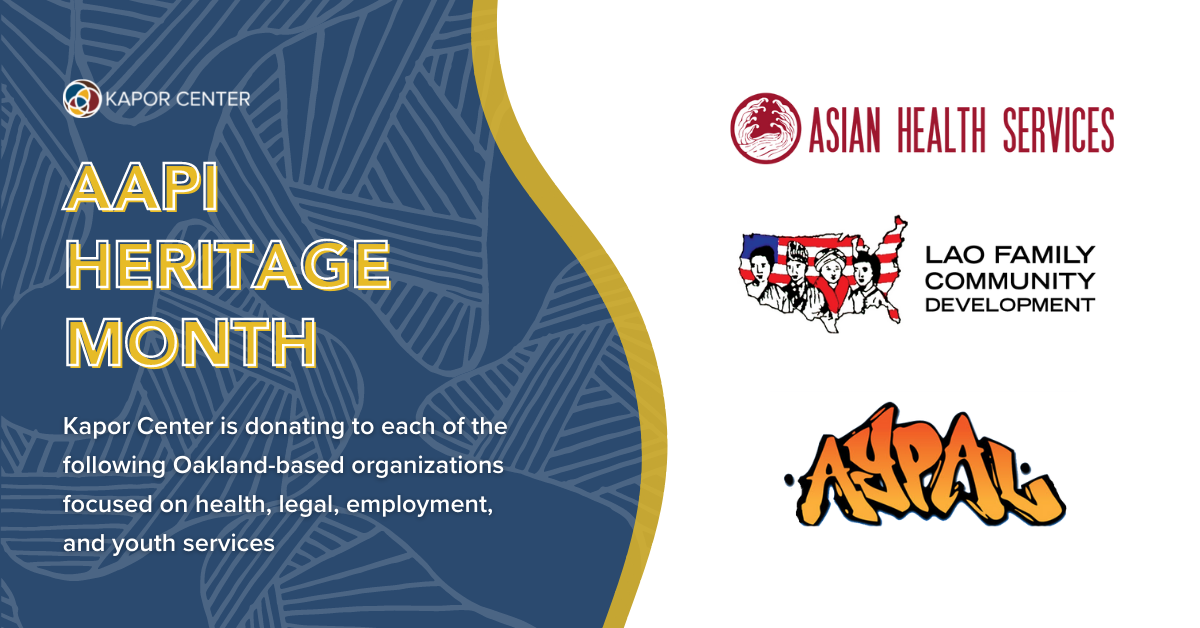 KAPOR CENTER
AAPI
HERITAGE
MONTH
Kapor Center is donating to each of the
following Oakland-based organizations
focused on health, legal, employment,
and youth services
ASIAN HEALTH SERVICES
LAO FAMILY
COMMUNITY
DEVELOPMENT
AYPAL